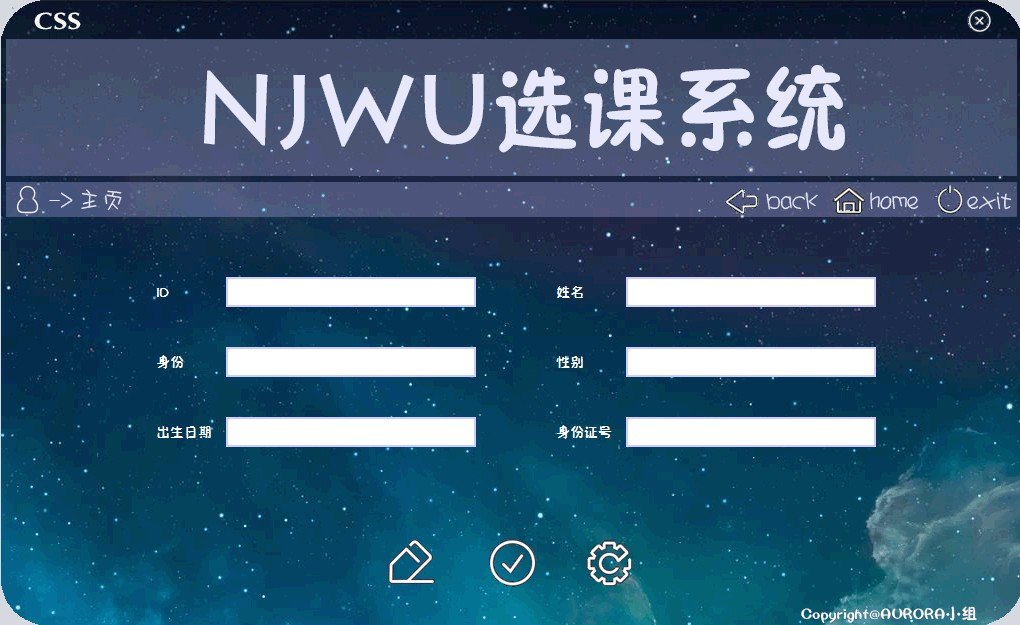 CSS
NJWU选课系统
-> 主页 back home exit
ID 姓名
身份 性别
出生日期 身份证号
Copyright@AURORA小组